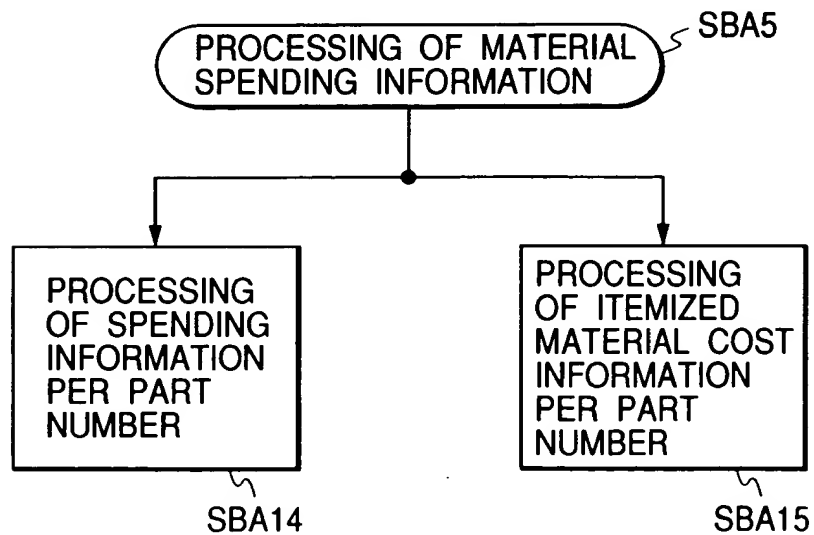 PROCESSING OF MATERIAL
SPENDING INFORMATION
SBA5
PROCESSING
OF SPENDING
INFORMATION
PER PART
NUMBER
SBA14
PROCESSING
OF ITEMIZED
MATERIAL COST
INFORMATION
PER PART
NUMBER
SBA15